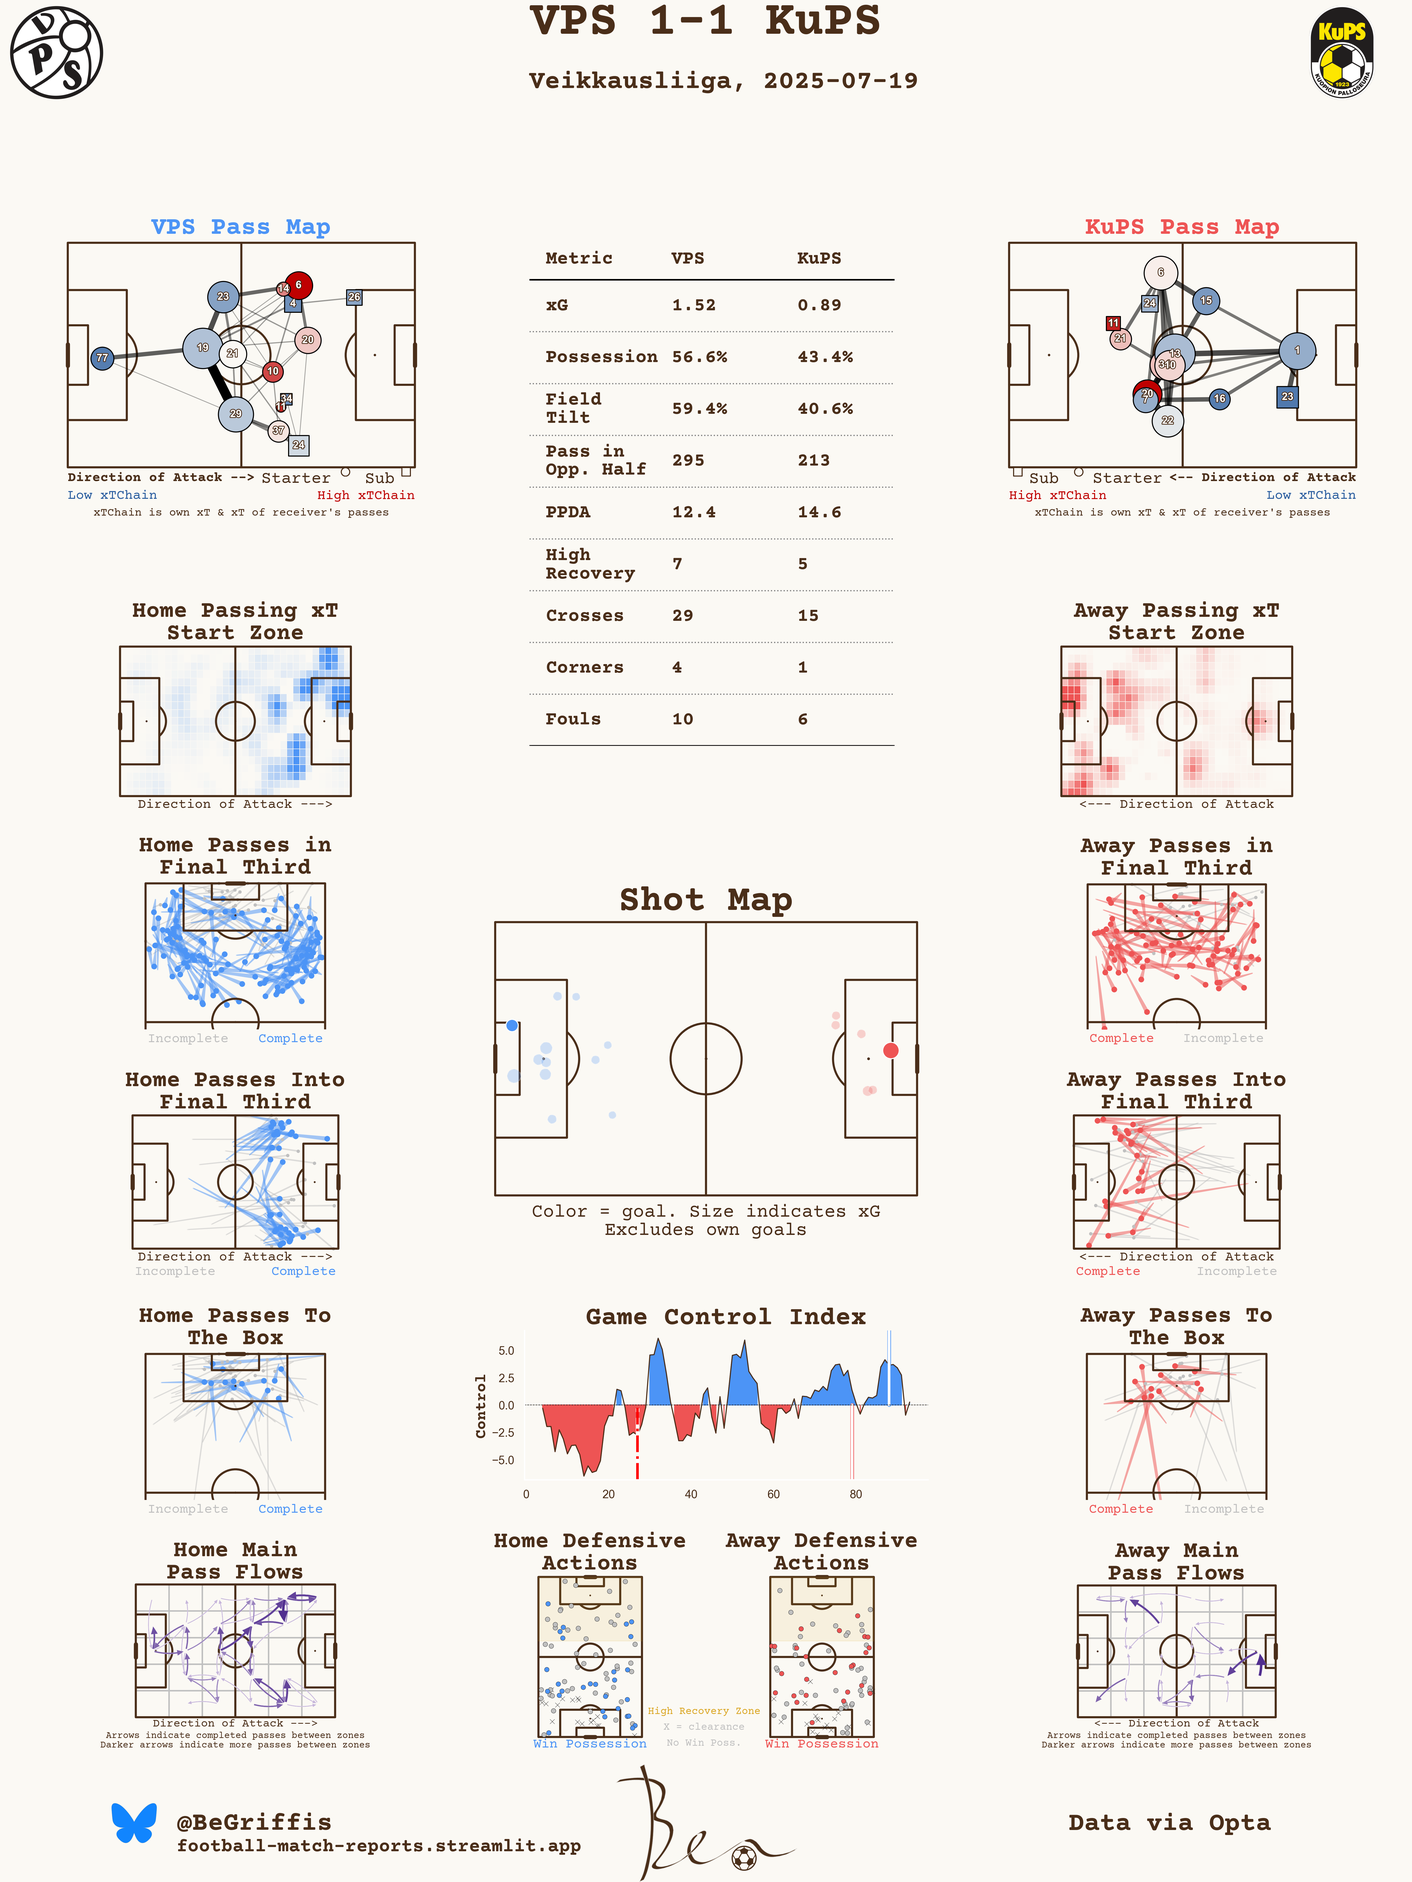 VPS 1-1 KuPS
Veikkausliiga, 2025-07-19
VPS
KuPS
1923
KUOPION PALLOSEURA
VPS Pass Map
23
14
6
4
26
19
21
20
77
10
34
11
29
37
24
Direction of Attack --> Starter Sub
Low xTChain High xTChain
xTChain is own xT & xT of receiver's passes
Metric VPS KuPS
xG 1.52 0.89
Possession 56.6% 43.4%
Field
Tilt 59.4% 40.6%
Pass in
Opp. Half 295 213
PPDA 12.4 14.6
High
Recovery 7 5
Crosses 29 15
Corners 4 1
Fouls 10 6
KuPS Pass Map
6
24
15
11
21
13
1
10
20
7
16
23
22
Sub Starter <-- Direction of Attack
High xTChain Low xTChain
xTChain is own xT & xT of receiver's passes
Home Passing xT
Start Zone
Direction of Attack --->
Away Passing xT
Start Zone
<--- Direction of Attack
Home Passes in
Final Third
Incomplete Complete
Away Passes in
Final Third
Complete Incomplete
Shot Map
Color = goal. Size indicates xG
Excludes own goals
Home Passes Into
Final Third
Direction of Attack --->
Incomplete Complete
Away Passes Into
Final Third
<--- Direction of Attack
Complete Incomplete
Home Passes To
The Box
Incomplete Complete
Game Control Index
Control
5.0
2.5
0.0
−2.5
−5.0
0 20 40 60 80
Away Passes To
The Box
Complete Incomplete
Home Main
Pass Flows
Direction of Attack --->
Arrows indicate completed passes between zones
Darker arrows indicate more passes between zones
Home Defensive
Actions
Win Possession
Away Defensive
Actions
Win Possession
High Recovery Zone
X = clearance
No Win Poss.
Away Main
Pass Flows
<--- Direction of Attack
Arrows indicate completed passes between zones
Darker arrows indicate more passes between zones
@BeGriffis
football-match-reports.streamlit.app
Ben
Data via Opta